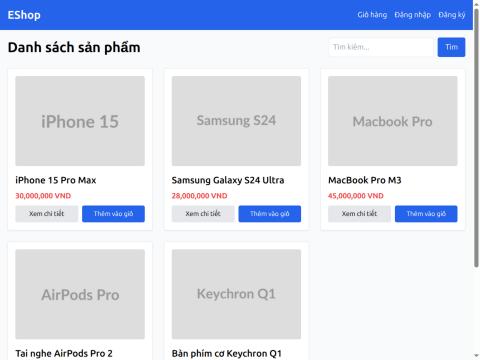 EShop
Giỏ hàng Đăng nhập Đăng ký
Danh sách sản phẩm
Tìm kiếm...
Tìm
iPhone 15
Samsung S24
Macbook Pro
iPhone 15 Pro Max
Samsung Galaxy S24 Ultra
MacBook Pro M3
30,000,000 VND
28,000,000 VND
45,000,000 VND
Xem chi tiết Thêm vào giỏ
Xem chi tiết Thêm vào giỏ
Xem chi tiết Thêm vào giỏ
AirPods Pro
Keychron Q1
Tai nghe AirPods Pro 2
Bàn phím cơ Keychron Q1